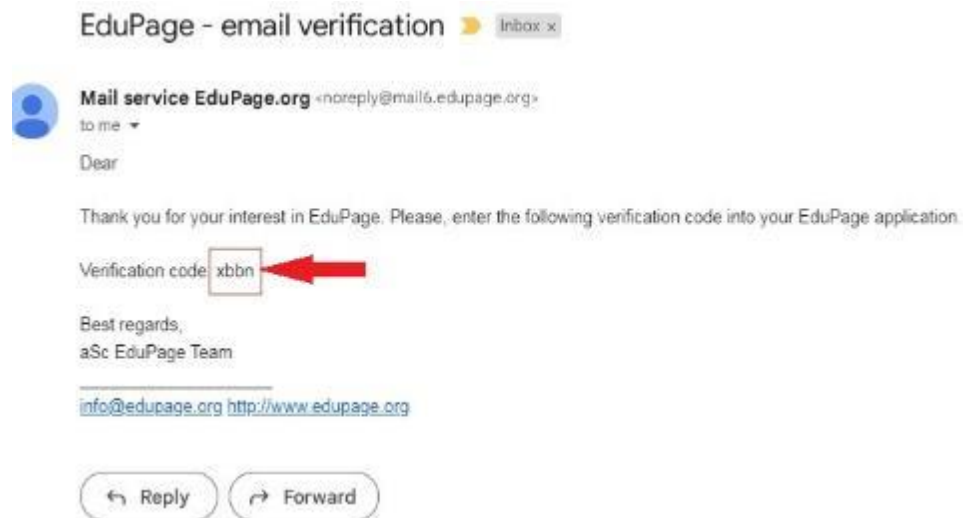 EduPage - email verification Inbox x
Mail service EduPage.org <noreply@mail6.edupage.org>
to me
Dear
Thank you for your interest in EduPage. Please, enter the following verification code into your EduPage application.
Verification code: xbbn
Best regards,
aSc EduPage Team
info@edupage.org http://www.edupage.org
Reply Forward